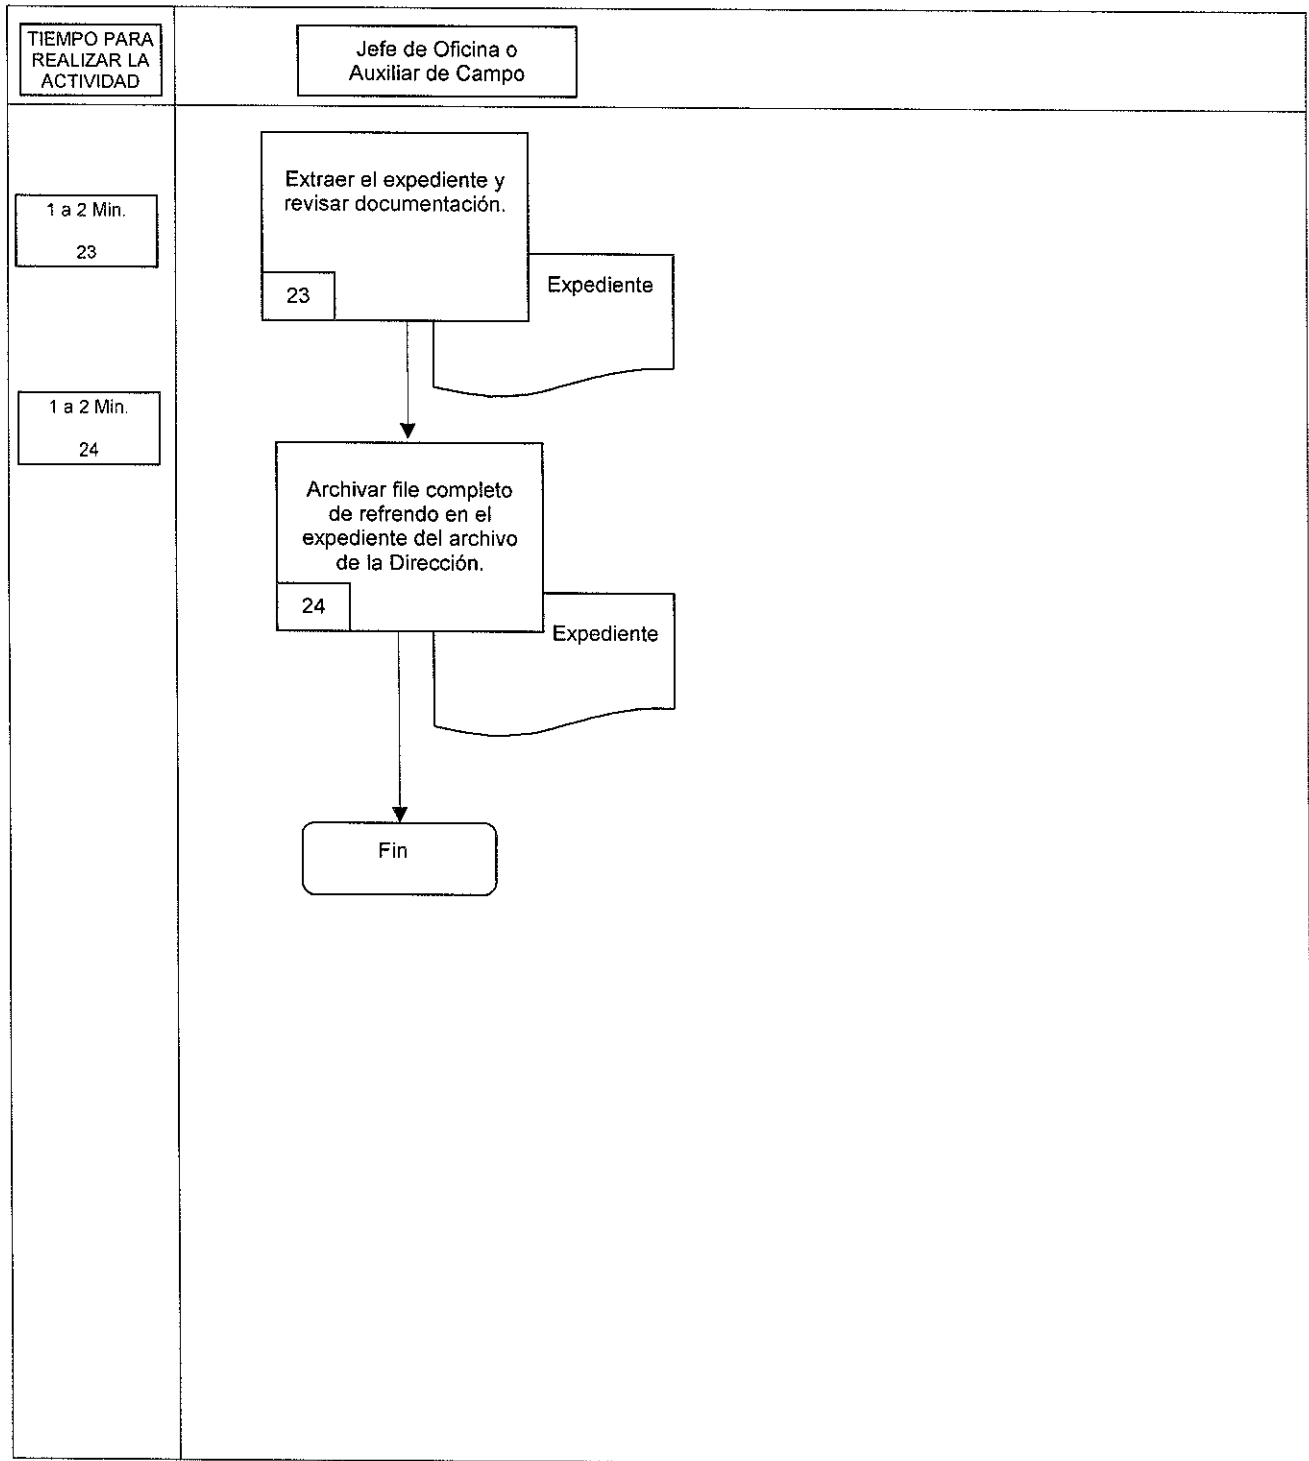 TIEMPO PARA
REALIZAR LA
ACTIVIDAD
Jefe de Oficina o
Auxiliar de Campo
1 a 2 Min.
23
Extraer el expediente y
revisar documentación.
23
Expediente
1 a 2 Min.
24
Archivar file completo
de refrendo en el
expediente del archivo
de la Dirección.
24
Expediente
Fin